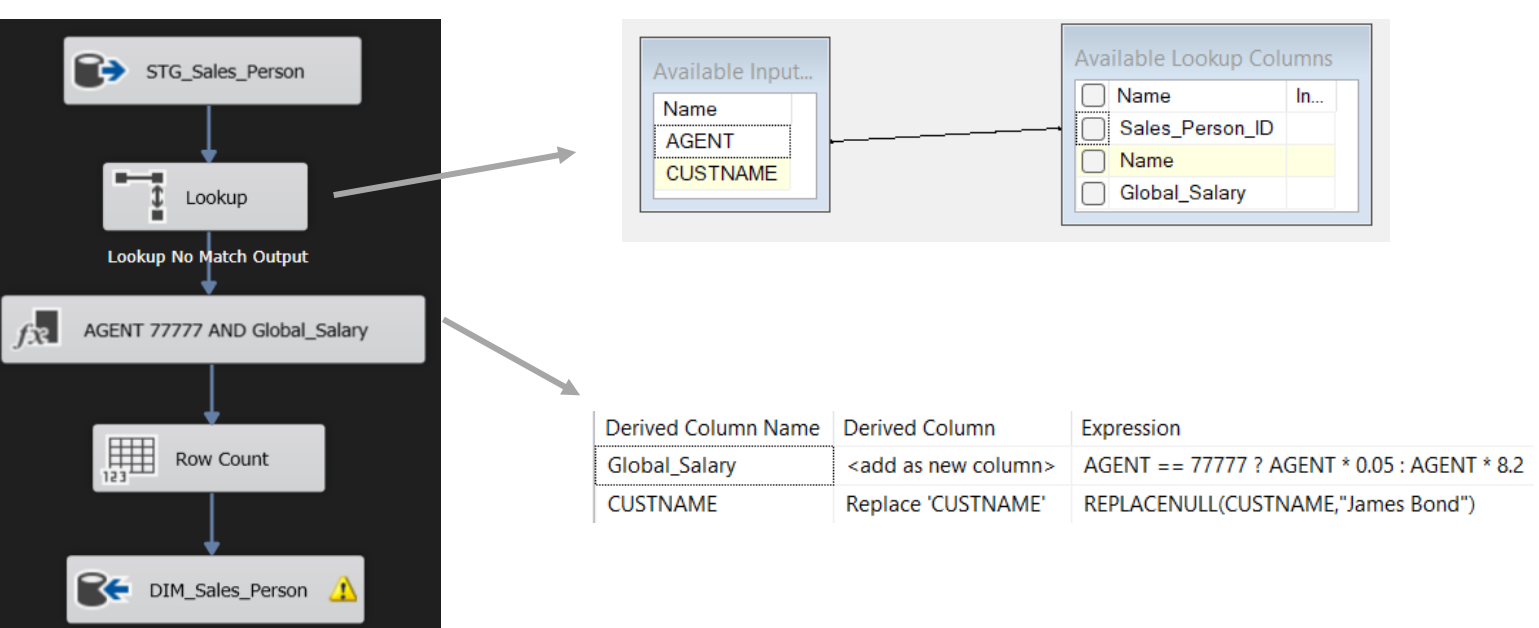 STG_Sales_Person
Lookup
Lookup No Match Output
AGENT 77777 AND Global_Salary
123
Row Count
DIM_Sales_Person
Available Input...
Name
AGENT
CUSTNAME
Available Lookup Columns
Name In...
Sales_Person_ID
Name
Global_Salary
Derived Column Name Derived Column Expression
Global_Salary <add as new column> AGENT == 77777 ? AGENT * 0.05 : AGENT * 8.2
CUSTNAME Replace 'CUSTNAME' REPLACENULL(CUSTNAME,"James Bond")